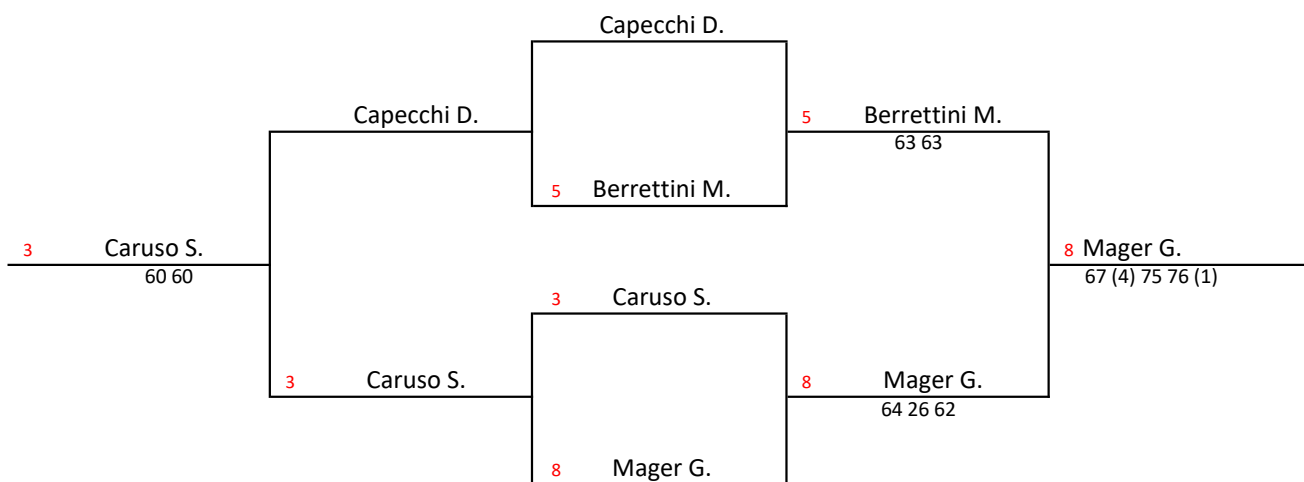 Capecchi D.
Capecchi D.
5 Berrettini M.
63 63
5 Berrettini M.
3 Caruso S.
60 60
8 Mager G.
67 (4) 75 76 (1)
3 Caruso S.
3 Caruso S.
8 Mager G.
64 26 62
8 Mager G.